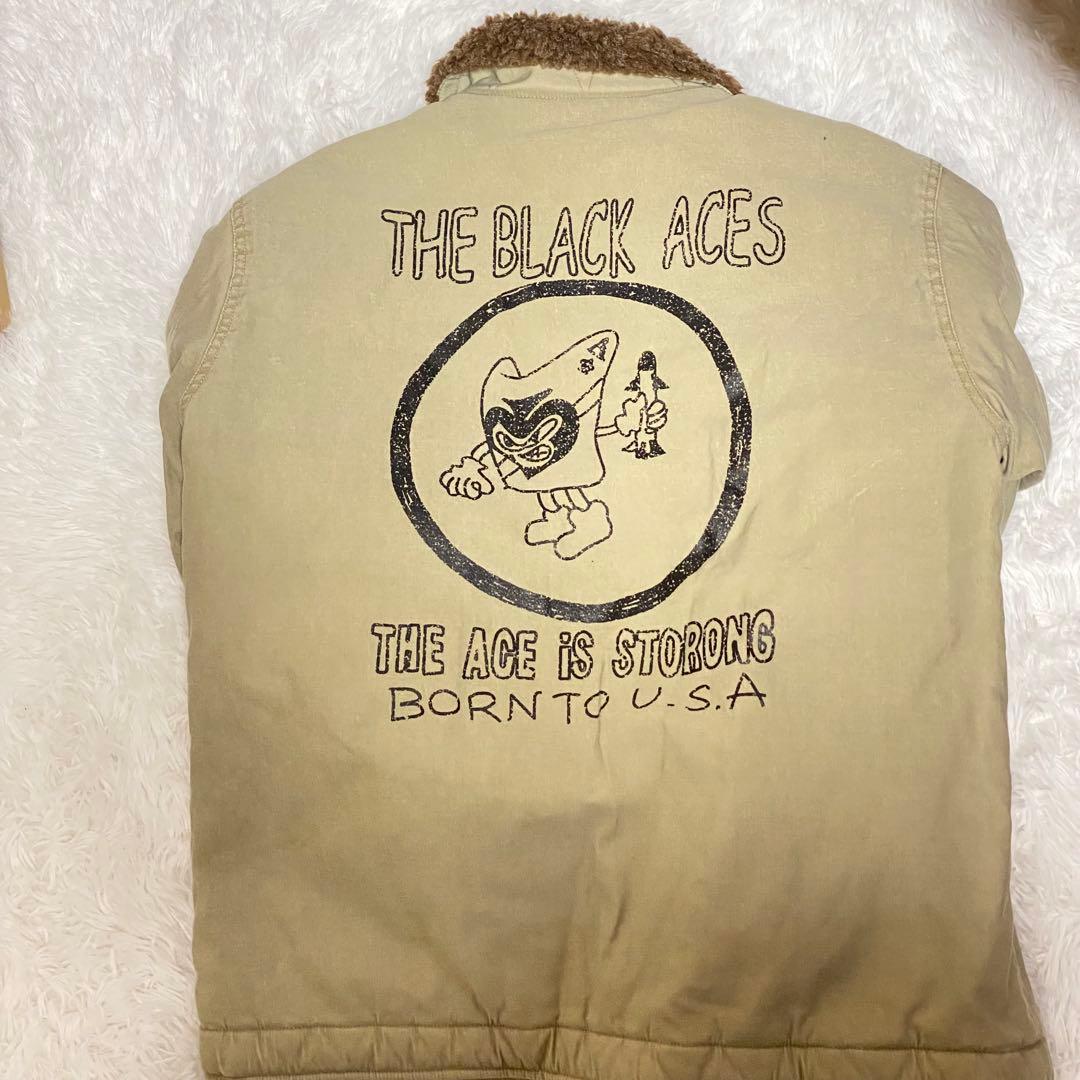 THE BLACK ACES
A
THE ACE iS STORONG
BORN TO U.S.A